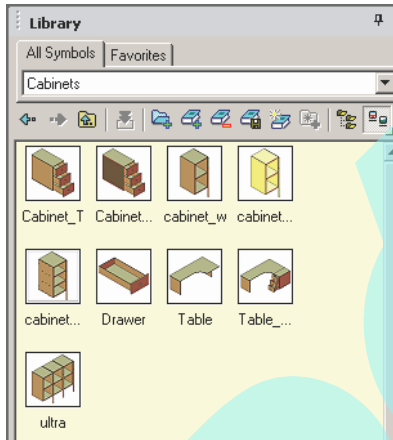 Library
All Symbols Favorites
Cabinets
Cabinet_T Cabinet... cabinet_w cabinet...
cabinet... Drawer Table Table_...
ultra